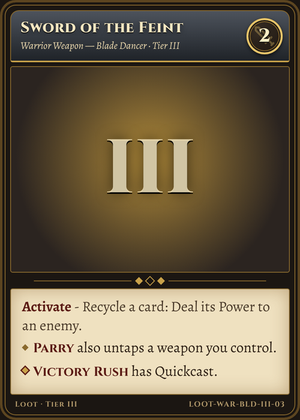 Sword of the Feint
2
Warrior Weapon — Blade Dancer · Tier III
III
Activate - Recycle a card: Deal its Power to
an enemy.
Parry also untaps a weapon you control.
Victory Rush has Quickcast.
Loot · Tier III
LOOT-WAR-BLD-III-03